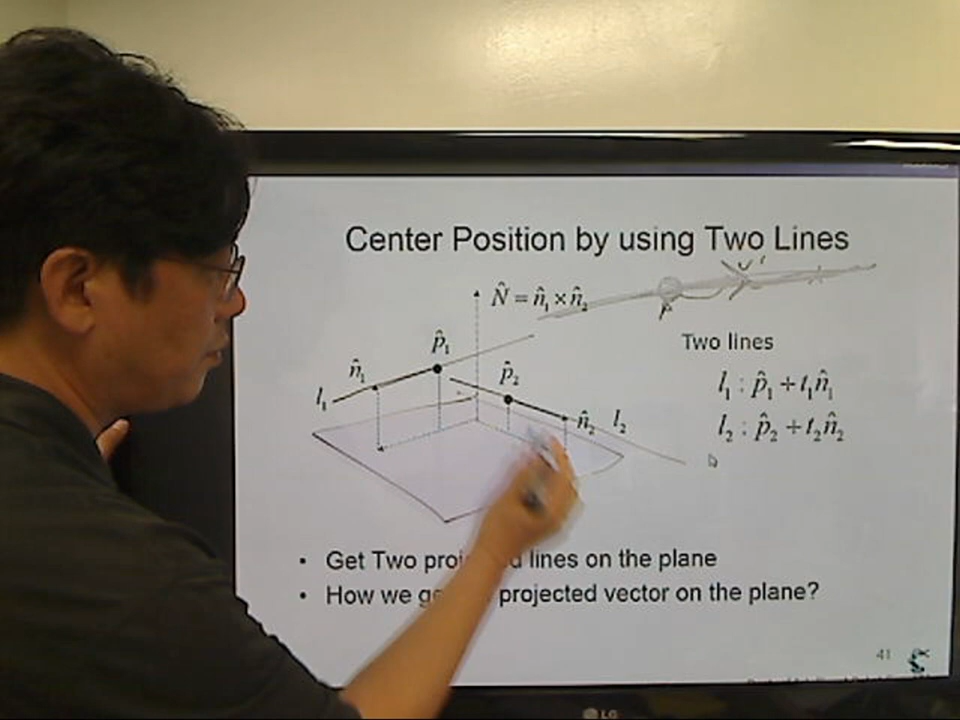 Center Position by using Two Lines
N̂ = n̂₁ × n̂₂
p̂₁
Two lines
n̂₁
p̂₂
l₁ : p̂₁ + t₁n̂₁
l₁
n̂₂ l₂
l₂ : p̂₂ + t₂n̂₂
• Get Two lines on the plane
• How we projected vector on the plane?
41
LG